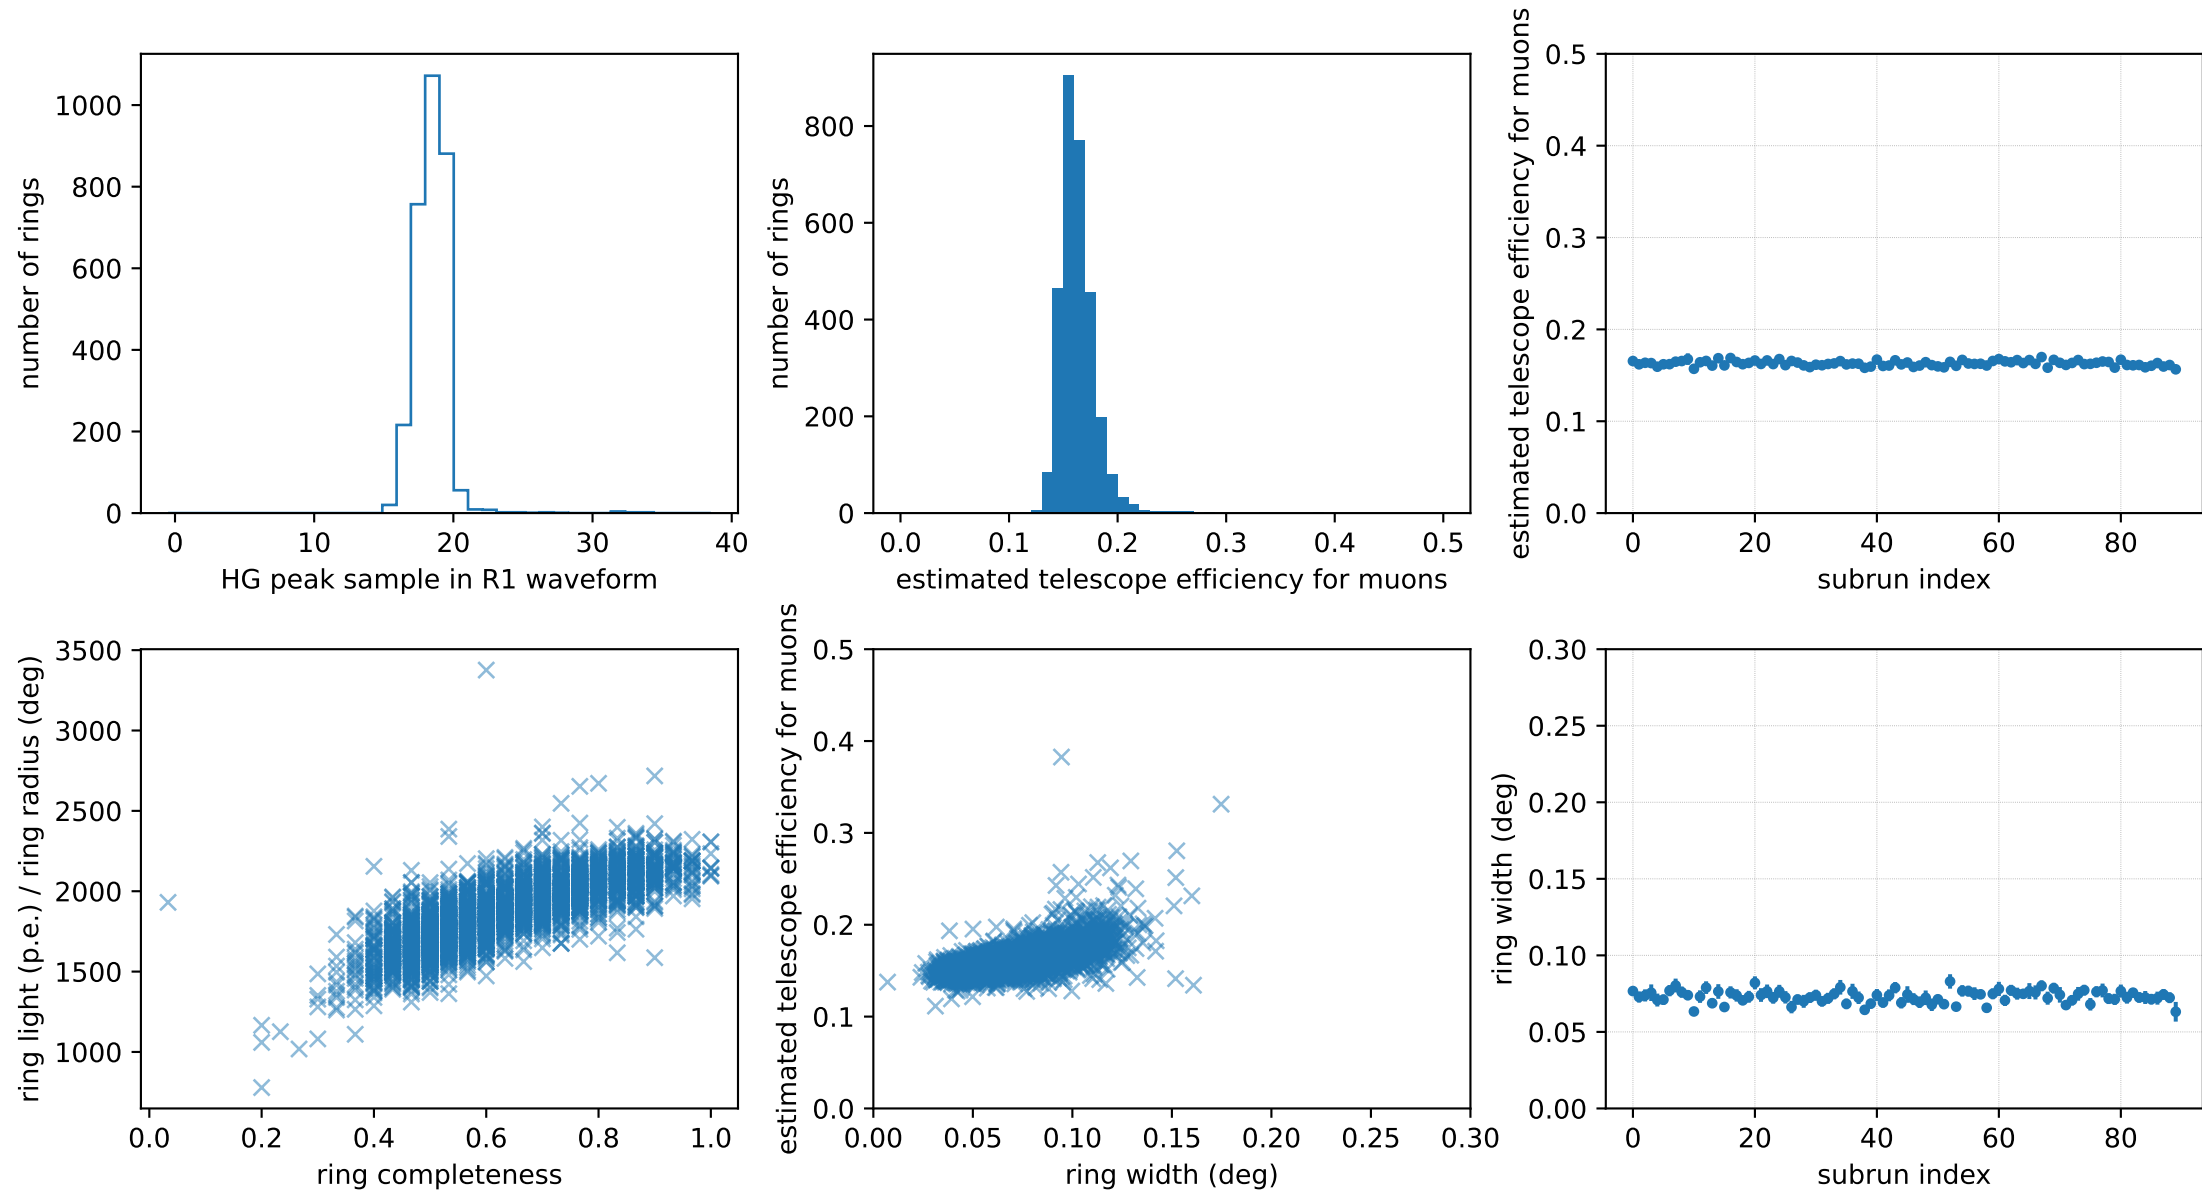 number of rings
1000
800
600
400
200
0
0 10 20 30 40
HG peak sample in R1 waveform
number of rings
800
600
400
200
0
0.0 0.1 0.2 0.3 0.4 0.5
estimated telescope efficiency for muons
estimated telescope efficiency for muons
0.5
0.4
0.3
0.2
0.1
0.0
0 20 40 60 80
subrun index
ring light (p.e.) / ring radius (deg)
3500
3000
2500
2000
1500
1000
0.0 0.2 0.4 0.6 0.8 1.0
ring completeness
estimated telescope efficiency for muons
0.5
0.4
0.3
0.2
0.1
0.0
0.00 0.05 0.10 0.15 0.20 0.25 0.30
ring width (deg)
ring width (deg)
0.30
0.25
0.20
0.15
0.10
0.05
0.00
0 20 40 60 80
subrun index